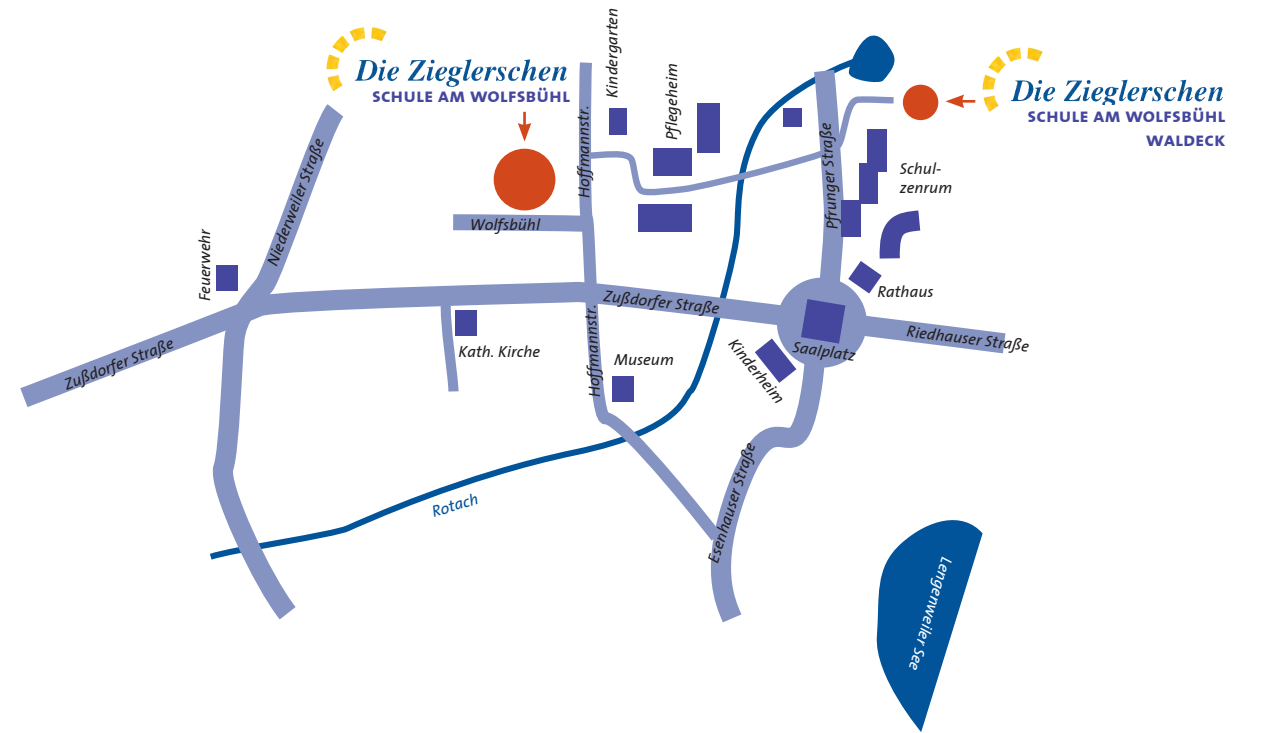 Die Zieglerschen
SCHULE AM WOLFSBÜHL
Kindergarten
Pflegeheim
Die Zieglerschen
SCHULE AM WOLFSBÜHL
WALDECK
Hoffmannstr.
Pfrunger Straße
Schul-
zenrum
Niederweiler Straße
Wolfsbühl
Feuerwehr
Rathaus
Zußdorfer Straße
Riedhauser Straße
Saalplatz
Zußdorfer Straße
Kath. Kirche
Hoffmannstr.
Museum
Kinderheim
Rotach
Esenhauser Straße
Lengenweiler See